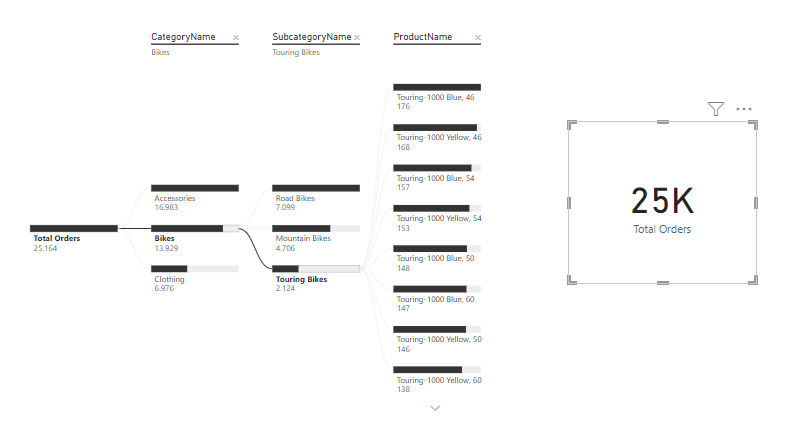 CategoryName
Bikes
SubcategoryName
Touring Bikes
ProductName
Total Orders
25.164
Accessories
16.983
Bikes
13.929
Clothing
6.976
Road Bikes
7.099
Mountain Bikes
4.706
Touring Bikes
2.124
Touring-1000 Blue, 46
176
Touring-1000 Yellow, 46
168
Touring-1000 Blue, 54
157
Touring-1000 Yellow, 54
153
Touring-1000 Blue, 50
148
Touring-1000 Blue, 60
147
Touring-1000 Yellow, 50
146
Touring-1000 Yellow, 60
138
25K
Total Orders